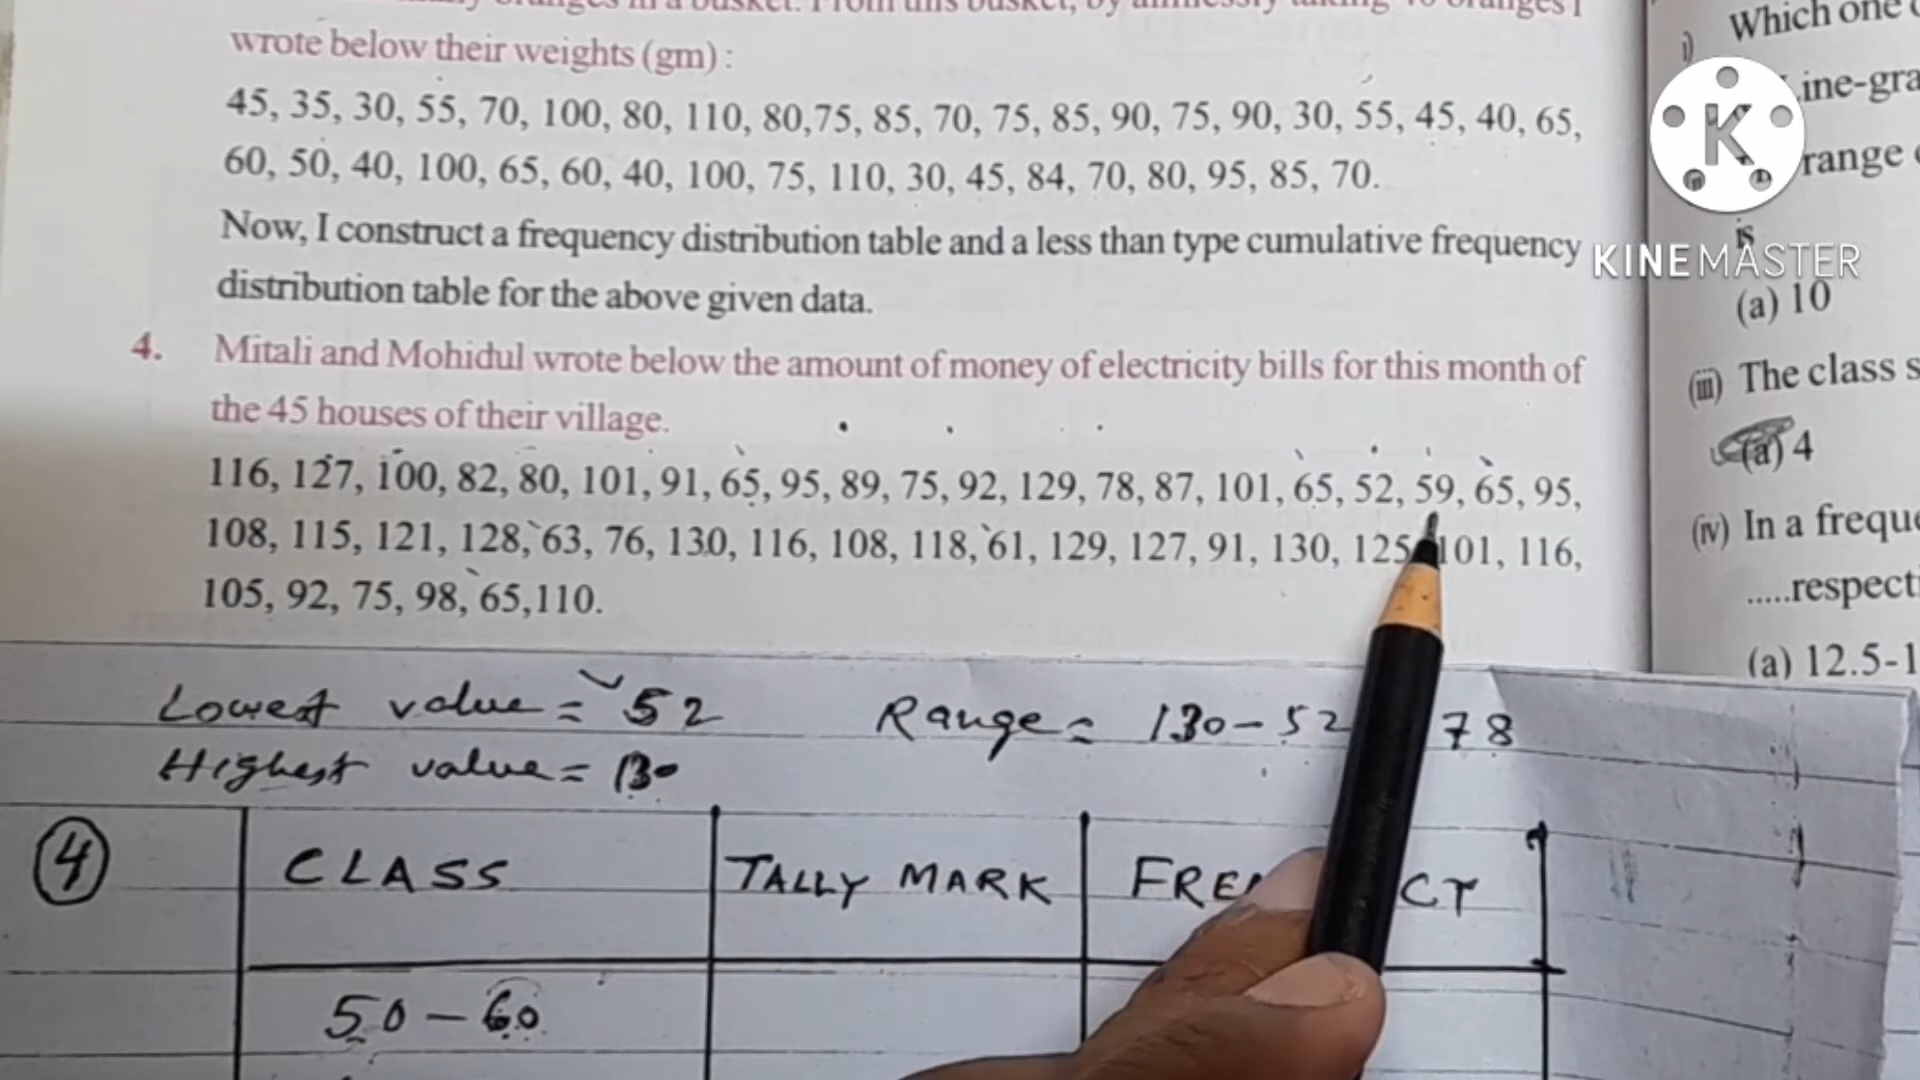 wrote below their weights (gm) :
45, 35, 30, 55, 70, 100, 80, 110, 80,75, 85, 70, 75, 85, 90, 75, 90, 30, 55, 45, 40, 65,
60, 50, 40, 100, 65, 60, 40, 100, 75, 110, 30, 45, 84, 70, 80, 95, 85, 70.
Now, I construct a frequency distribution table and a less than type cumulative frequency
distribution table for the above given data.
4. Mitali and Mohidul wrote below the amount of money of electricity bills for this month of
the 45 houses of their village.
116, 127, 100, 82, 80, 101, 91, 65, 95, 89, 75, 92, 129, 78, 87, 101, 65, 52, 59, 65, 95,
108, 115, 121, 128, 63, 76, 130, 116, 108, 118, 61, 129, 127, 91, 130, 125 101, 116,
105, 92, 75, 98, 65,110.
Lowest value = 52 Range = 130-52 78
Highest value = 130
4 CLASS TALLY MARK
50-60
i) Which one
K
ine-gra
range
KINEMASTER
is
(a) 10
(iii) The class s
(a) 4
(iv) In a freque
.....respecti
(a) 12.5-1